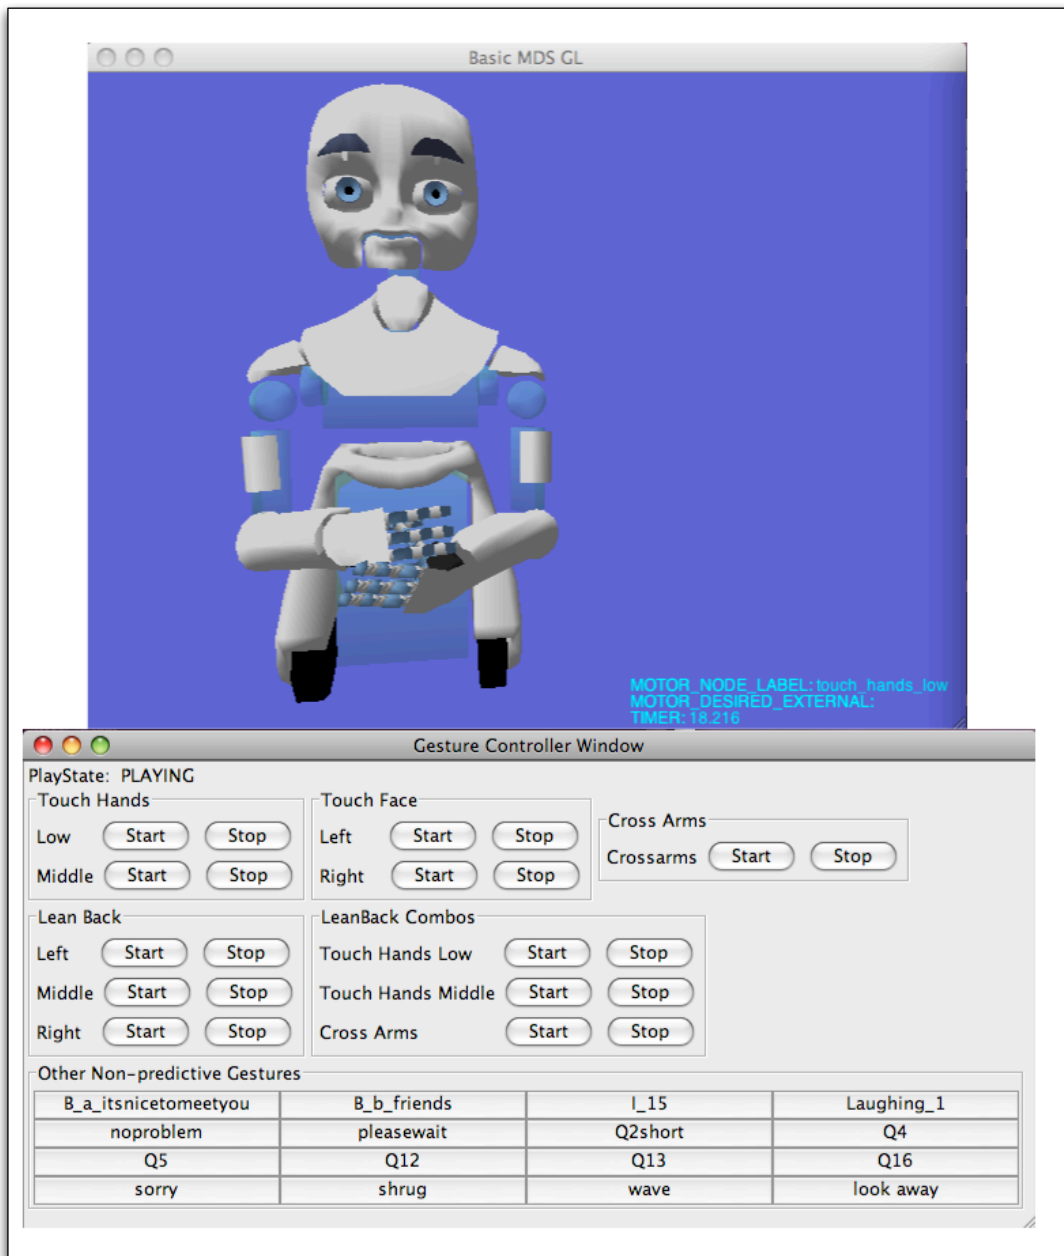 Basic MDS GL
MOTOR_NODE_LABEL: touch_hands_low
MOTOR_DESIRED_EXTERNAL:
TIMER: 18.216
Gesture Controller Window
PlayState: PLAYING
Touch Hands
Low Start Stop
Middle Start Stop
Touch Face
Left Start Stop
Right Start Stop
Cross Arms
Crossarms Start Stop
Lean Back
Left Start Stop
Middle Start Stop
Right Start Stop
LeanBack Combos
Touch Hands Low Start Stop
Touch Hands Middle Start Stop
Cross Arms Start Stop
Other Non-predictive Gestures
B_a_itsnicetomeetyou B_b_friends I_15 Laughing_1
noproblem pleasewait Q2short Q4
Q5 Q12 Q13 Q16
sorry shrug wave look away